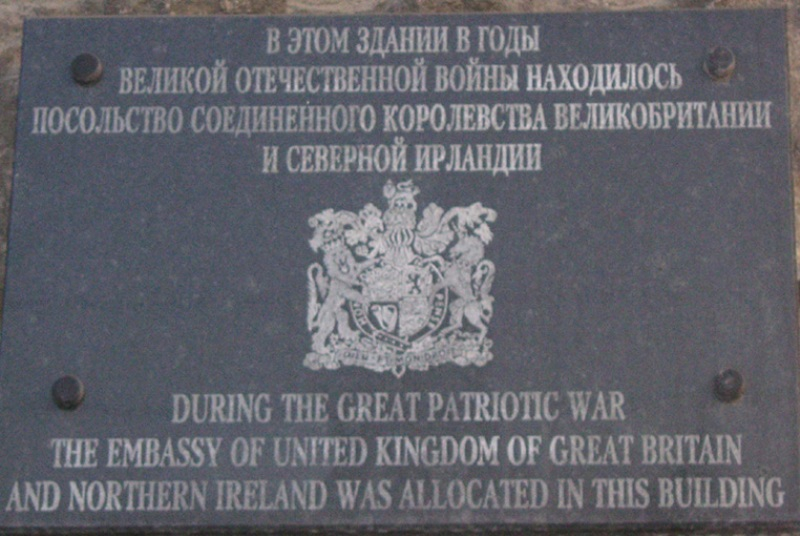 В ЭТОМ ЗДАНИИ В ГОДЫ
ВЕЛИКОЙ ОТЕЧЕСТВЕННОЙ ВОЙНЫ НАХОДИЛОСЬ
ПОСОЛЬСТВО СОЕДИНЕННОГО КОРОЛЕВСТВА ВЕЛИКОБРИТАНИИ
И СЕВЕРНОЙ ИРЛАНДИИ
DURING THE GREAT PATRIOTIC WAR
THE EMBASSY OF UNITED KINGDOM OF GREAT BRITAIN
AND NORTHERN IRELAND WAS ALLOCATED IN THIS BUILDING